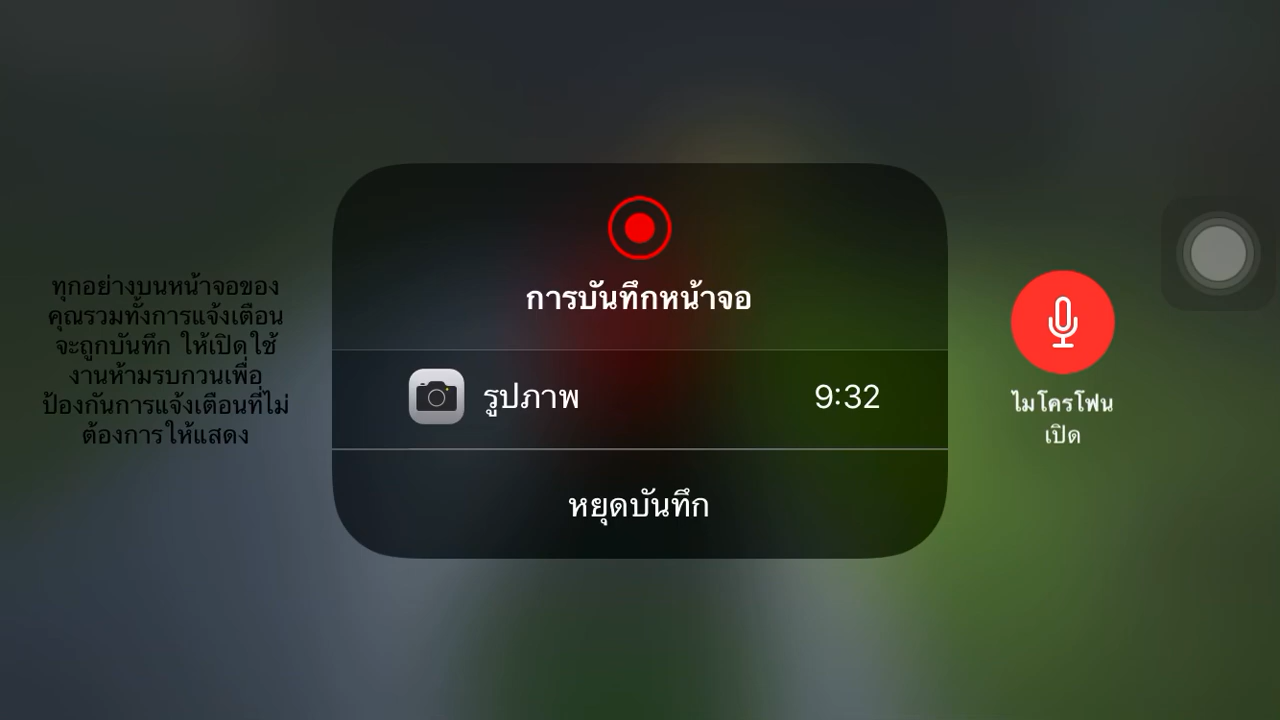 ทุกอย่างบนหน้าจอของ
คุณรวมทั้งการแจ้งเตือน
จะถูกบันทึก ให้เปิดใช้
งานห้ามรบกวนเพื่อ
ป้องกันการแจ้งเตือนที่ไม่
ต้องการให้แสดง
การบันทึกหน้าจอ
รูปภาพ 9:32
หยุดบันทึก
ไมโครโฟน
เปิด